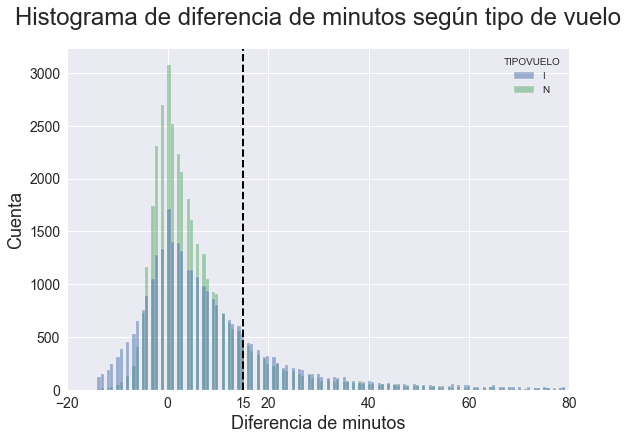 Histograma de diferencia de minutos según tipo de vuelo
TIPOVUELO
I
N
3000
2500
2000
1500
1000
500
0
Cuenta
−20 0 15 20 40 60 80
Diferencia de minutos